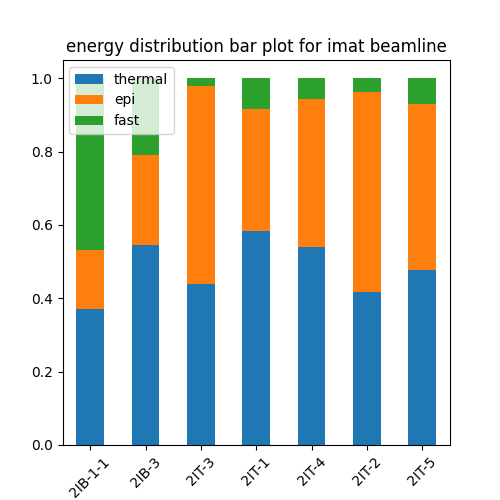 energy distribution bar plot for imat beamline
thermal
epi
fast
1.0
0.8
0.6
0.4
0.2
0.0
2IB-1-1
2IB-3
2IT-3
2IT-1
2IT-4
2IT-2
2IT-5